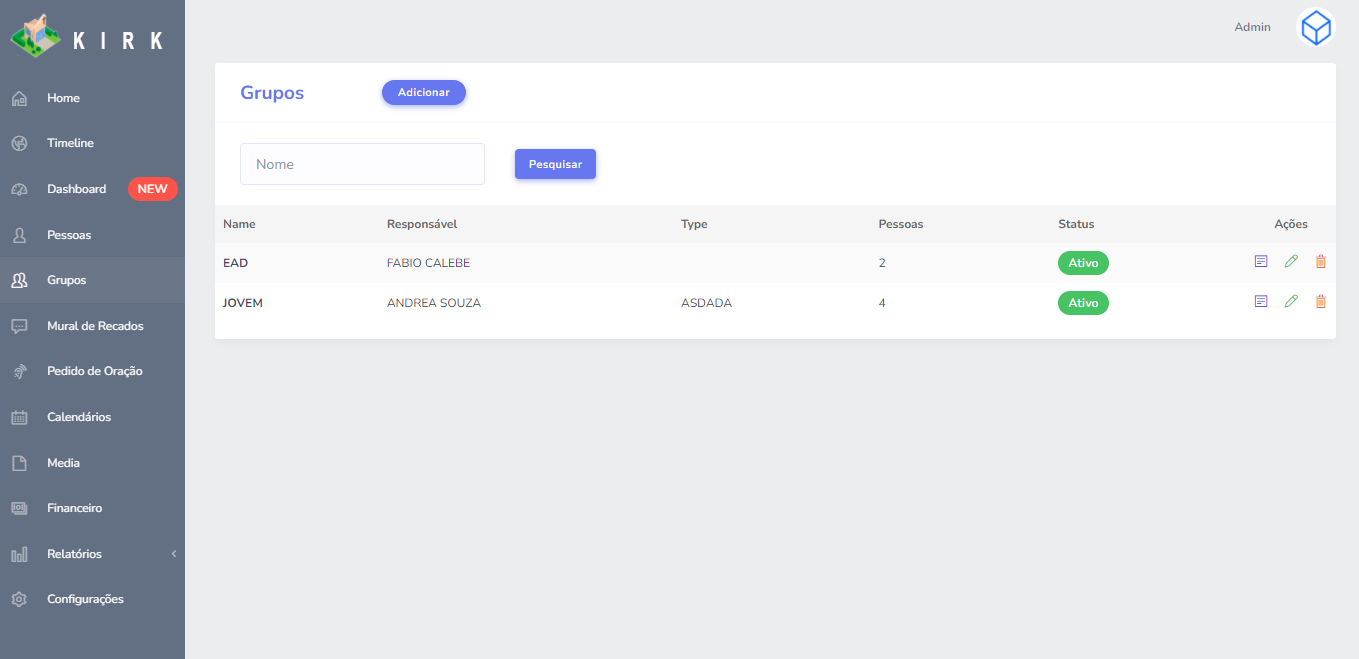 KIRK
Admin
Home
Timeline
Dashboard NEW
Pessoas
Grupos
Mural de Recados
Pedido de Oração
Calendários
Media
Financeiro
Relatórios
Configurações
Grupos Adicionar
Nome Pesquisar
Name Responsável Type Pessoas Status Ações
EAD FABIO CALEBE 2 Ativo
JOVEM ANDREA SOUZA ASDADA 4 Ativo